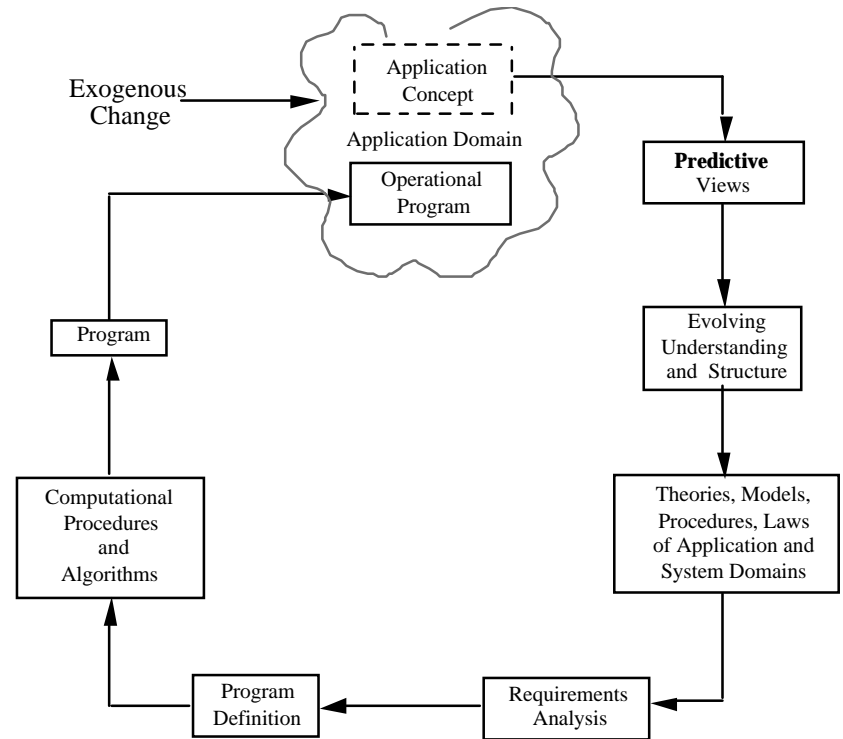 Application
Concept
Exogenous
Change
Application Domain
Operational
Program
Predictive
Views
Evolving
Understanding
and Structure
Theories, Models,
Procedures, Laws
of Application and
System Domains
Requirements
Analysis
Program
Definition
Computational
Procedures
and
Algorithms
Program